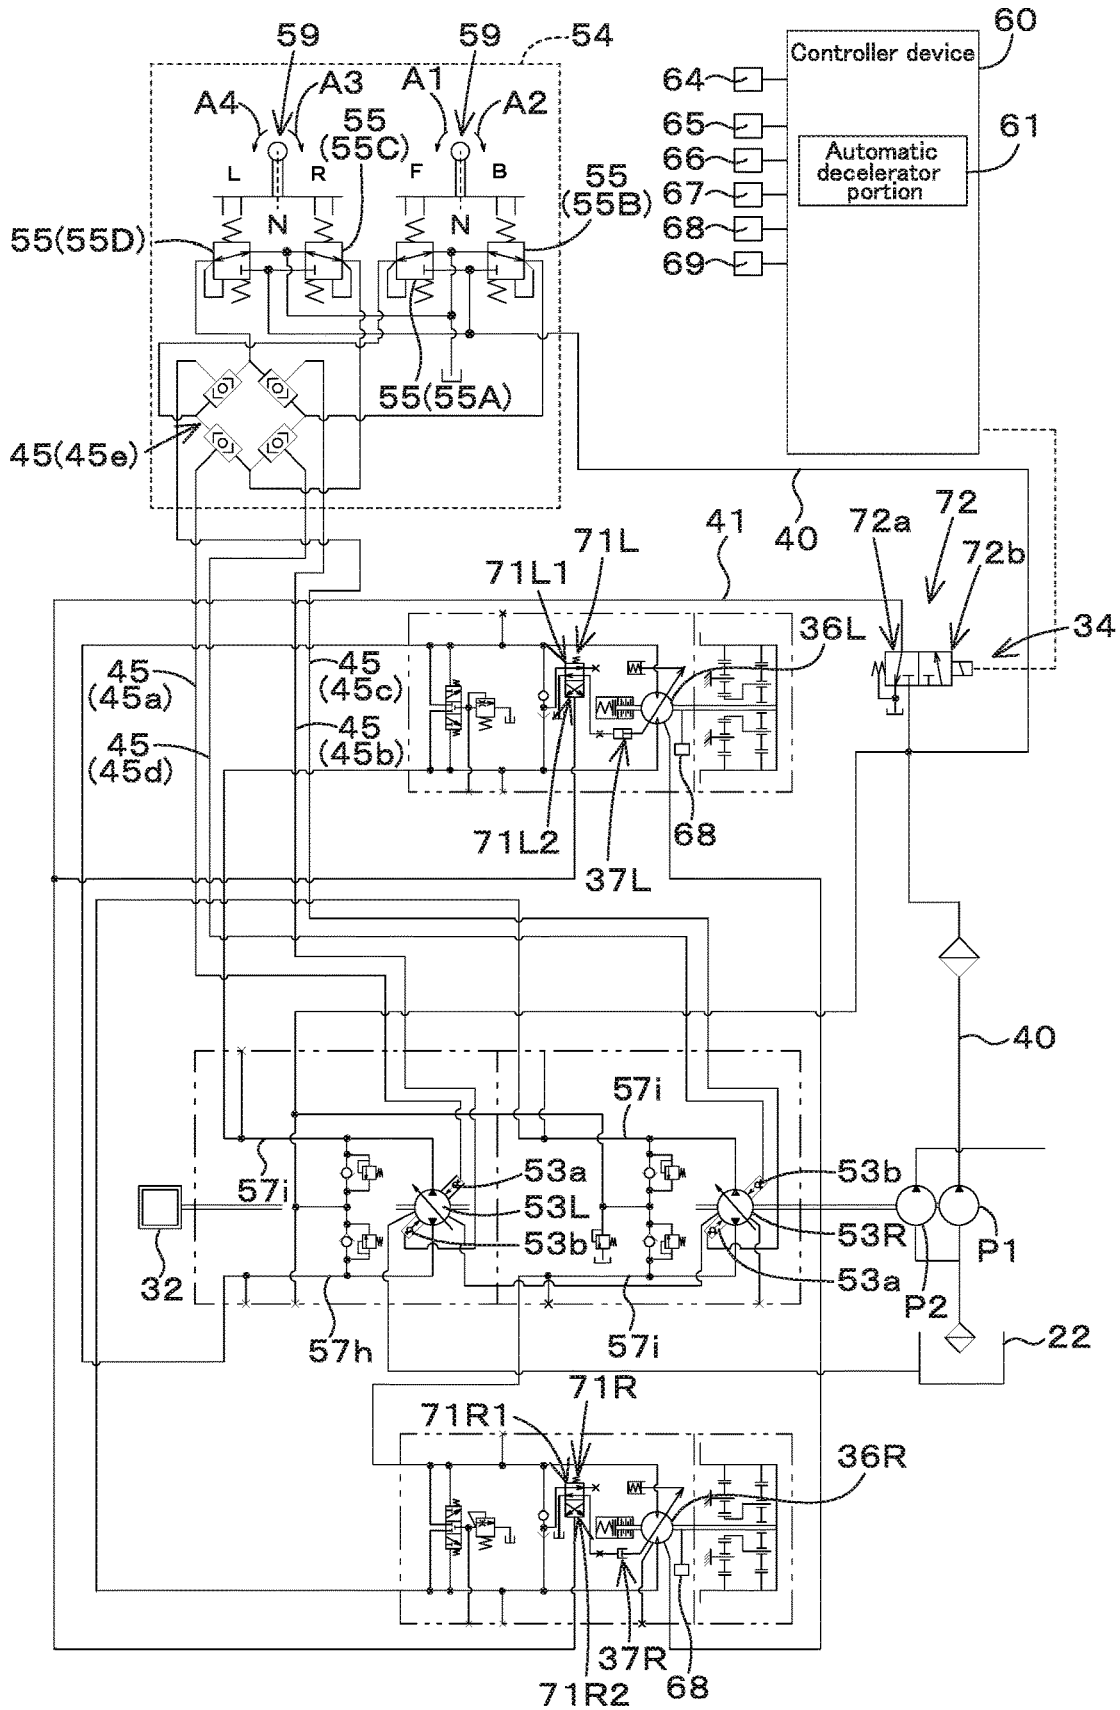 59
59
54
60
A4
A3
A1
A2
55
(55C)
L
R
F
B
N
N
55
(55B)
55(55D)
55(55A)
45(45e)
Controller device
64
65
66
67
68
69
61
Automatic
decelerator
portion
40
41
71L
71L1
72
72a
72b
34
36L
45
(45a)
45
(45c)
45
(45d)
45
(45b)
71L2
37L
68
40
57i
57i
53a
53L
53b
53b
53R
53a
P1
P2
32
57h
57i
22
71R
71R1
36R
37R
71R2
68